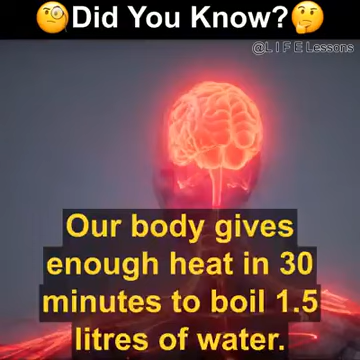 🧐Did You Know?🤔
@L I F E Lessons
Our body gives
enough heat in 30
minutes to boil 1.5
litres of water.